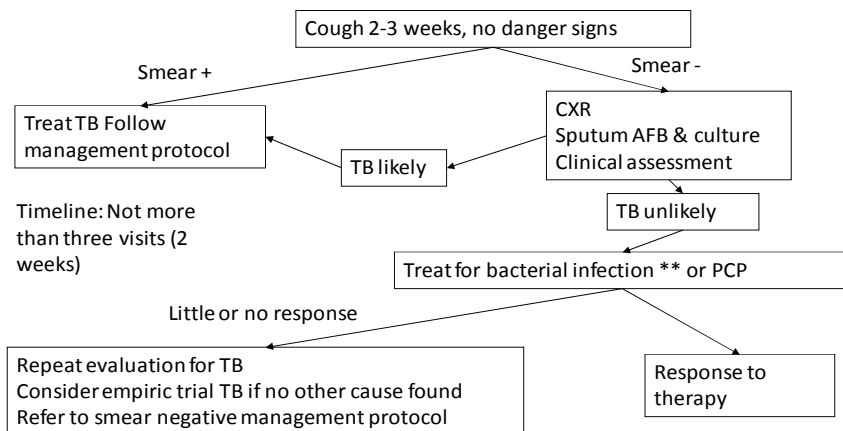 Cough 2-3 weeks, no danger signs
Smear +
Smear -
Treat TB Follow
management protocol
CXR
Sputum AFB & culture
Clinical assessment
TB likely
TB unlikely
Timeline: Not more
than three visits (2
weeks)
Treat for bacterial infection ** or PCP
Little or no response
Repeat evaluation for TB
Consider empiric trial TB if no other cause found
Refer to smear negative management protocol
Response to
therapy